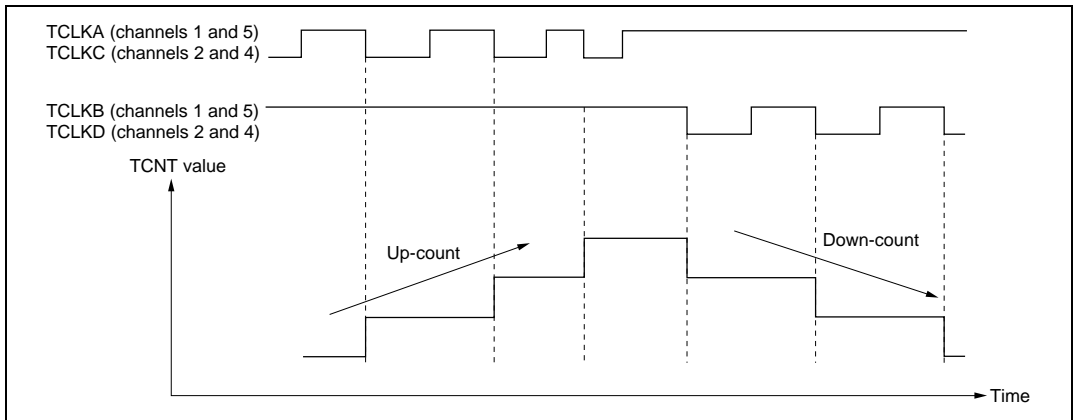 TCLKA (channels 1 and 5)
TCLKC (channels 2 and 4)
TCLKB (channels 1 and 5)
TCLKD (channels 2 and 4)
TCNT value
Up-count
Down-count
Time